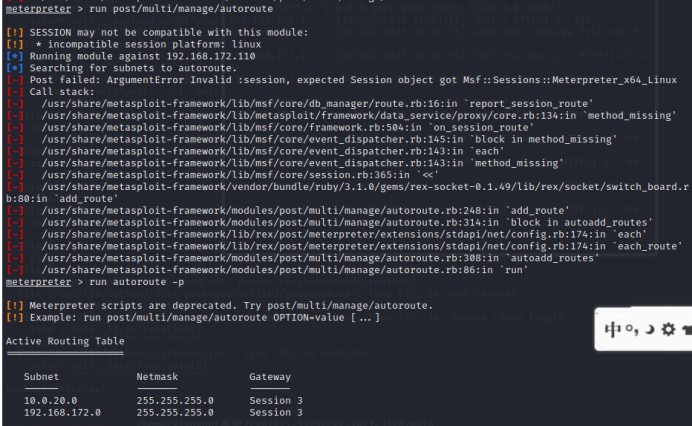 meterpreter > run post/multi/manage/autoroute
[!] SESSION may not be compatible with this module:
[!]  * incompatible session platform: linux
[*] Running module against 192.168.172.110
[*] Searching for subnets to autoroute.
[-] Post failed: ArgumentError Invalid :session, expected Session object got Msf::Sessions::Meterpreter_x64_Linux
[-] Call stack:
[-]   /usr/share/metasploit-framework/lib/msf/core/db_manager/route.rb:16:in `report_session_route'
[-]   /usr/share/metasploit-framework/lib/metasploit/framework/data_service/proxy/core.rb:134:in `method_missing'
[-]   /usr/share/metasploit-framework/lib/msf/core/framework.rb:504:in `on_session_route'
[-]   /usr/share/metasploit-framework/lib/msf/core/event_dispatcher.rb:145:in `block in method_missing'
[-]   /usr/share/metasploit-framework/lib/msf/core/event_dispatcher.rb:143:in `each'
[-]   /usr/share/metasploit-framework/lib/msf/core/event_dispatcher.rb:143:in `method_missing'
[-]   /usr/share/metasploit-framework/lib/msf/core/session.rb:365:in `<<'
[-]   /usr/share/metasploit-framework/vendor/bundle/ruby/3.1.0/gems/rex-socket-0.1.49/lib/rex/socket/switch_board.r
b:80:in `add_route'
[-]   /usr/share/metasploit-framework/modules/post/multi/manage/autoroute.rb:248:in `add_route'
[-]   /usr/share/metasploit-framework/modules/post/multi/manage/autoroute.rb:314:in `block in autoadd_routes'
[-]   /usr/share/metasploit-framework/lib/rex/post/meterpreter/extensions/stdapi/net/config.rb:174:in `each'
[-]   /usr/share/metasploit-framework/lib/rex/post/meterpreter/extensions/stdapi/net/config.rb:174:in `each_route'
[-]   /usr/share/metasploit-framework/modules/post/multi/manage/autoroute.rb:308:in `autoadd_routes'
[-]   /usr/share/metasploit-framework/modules/post/multi/manage/autoroute.rb:86:in `run'
meterpreter > run autoroute -p
[!] Meterpreter scripts are deprecated. Try post/multi/manage/autoroute.
[!] Example: run post/multi/manage/autoroute OPTION=value [...]
中
Active Routing Table
Subnet Netmask Gateway
10.0.20.0 255.255.255.0 Session 3
192.168.172.0 255.255.255.0 Session 3